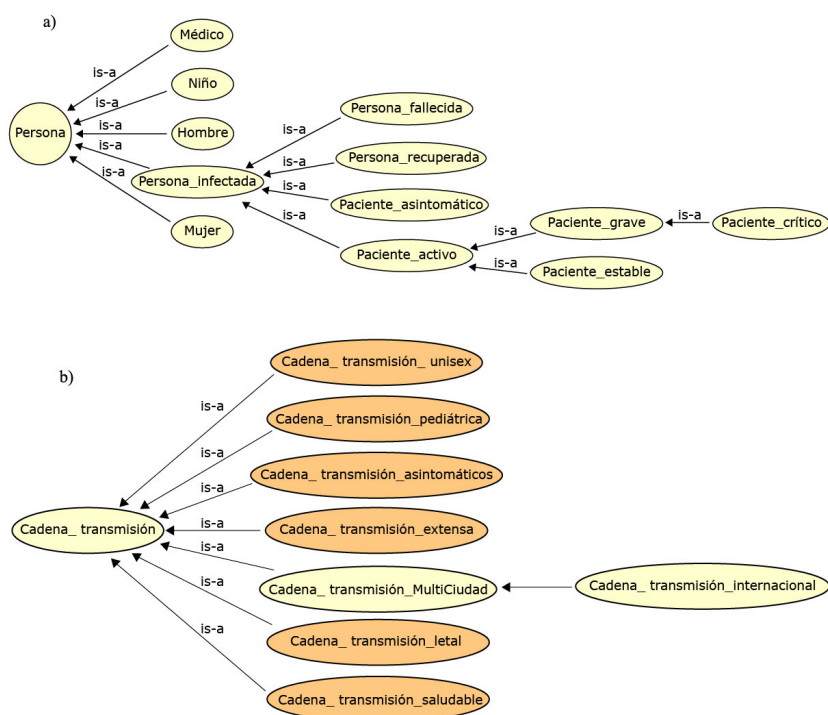 a)
Médico
is-a
Niño
is-a
Persona
is-a
Hombre
is-a
Persona_infectada
is-a
Mujer
is-a
Persona_fallecida
is-a
Persona_recuperada
is-a
Paciente_asintomático
is-a
Paciente_activo
is-a
Paciente_grave
is-a
Paciente_crítico
is-a
Paciente_estable
b)
Cadena_ transmisión_ unisex
is-a
Cadena_ transmisión_pediátrica
is-a
Cadena_ transmisión_asintomáticos
is-a
Cadena_ transmisión
is-a
Cadena_ transmisión_extensa
is-a
Cadena_ transmisión_MultiCiudad
Cadena_ transmisión_internacional
is-a
Cadena_ transmisión_letal
is-a
Cadena_ transmisión_saludable